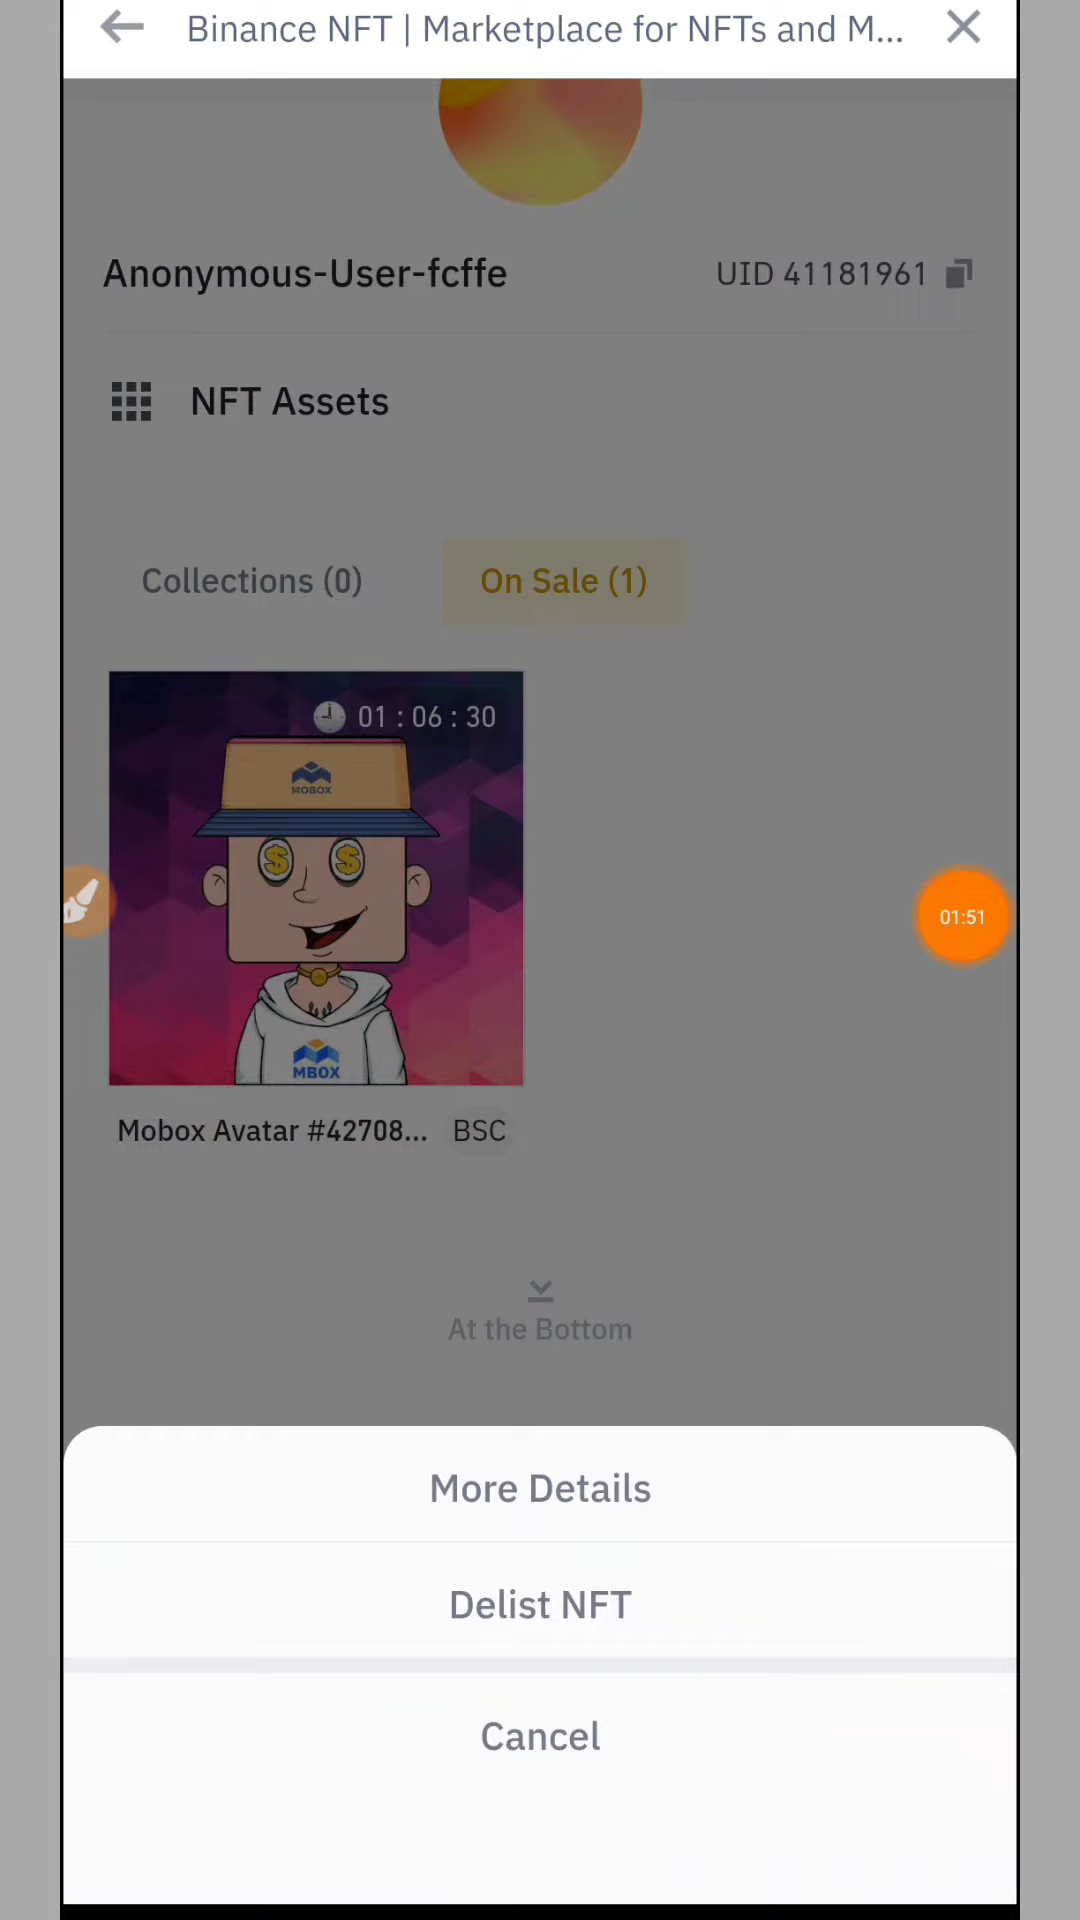 Binance NFT | Marketplace for NFTs and M...
Anonymous-User-fcffe
UID 41181961
NFT Assets
Collections (0)
On Sale (1)
01 : 06 : 30
MOBOX
01:51
MBOX
Mobox Avatar #42708...
BSC
At the Bottom
More Details
Delist NFT
Cancel